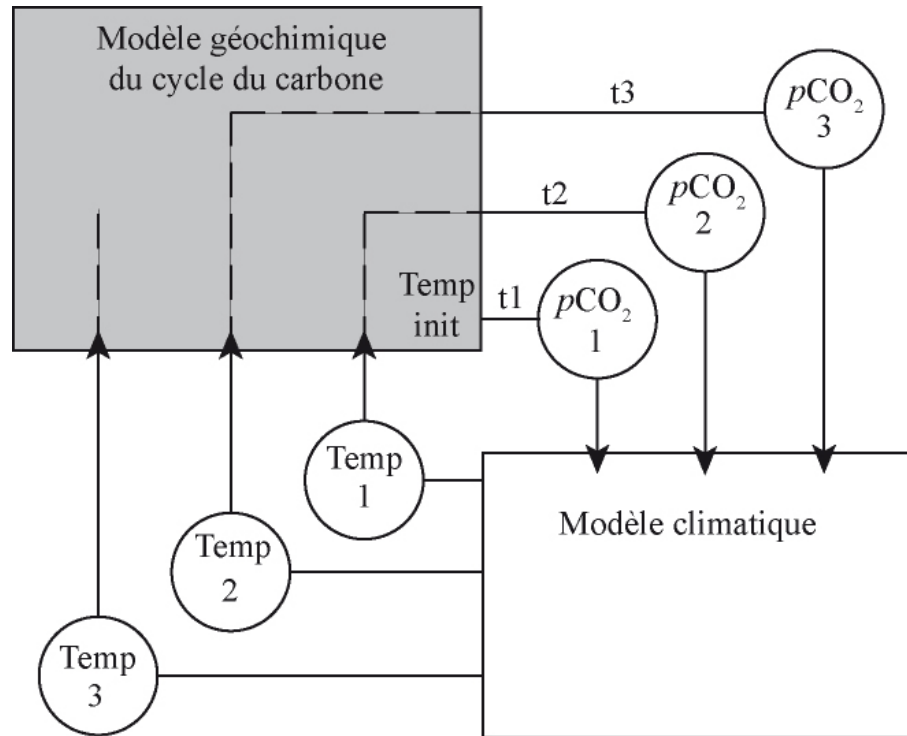 Modèle géochimique
du cycle du carbone
t3
pCO₂
3
t2
pCO₂
2
Temp
init
t1
pCO₂
1
Temp
1
Modèle climatique
Temp
2
Temp
3